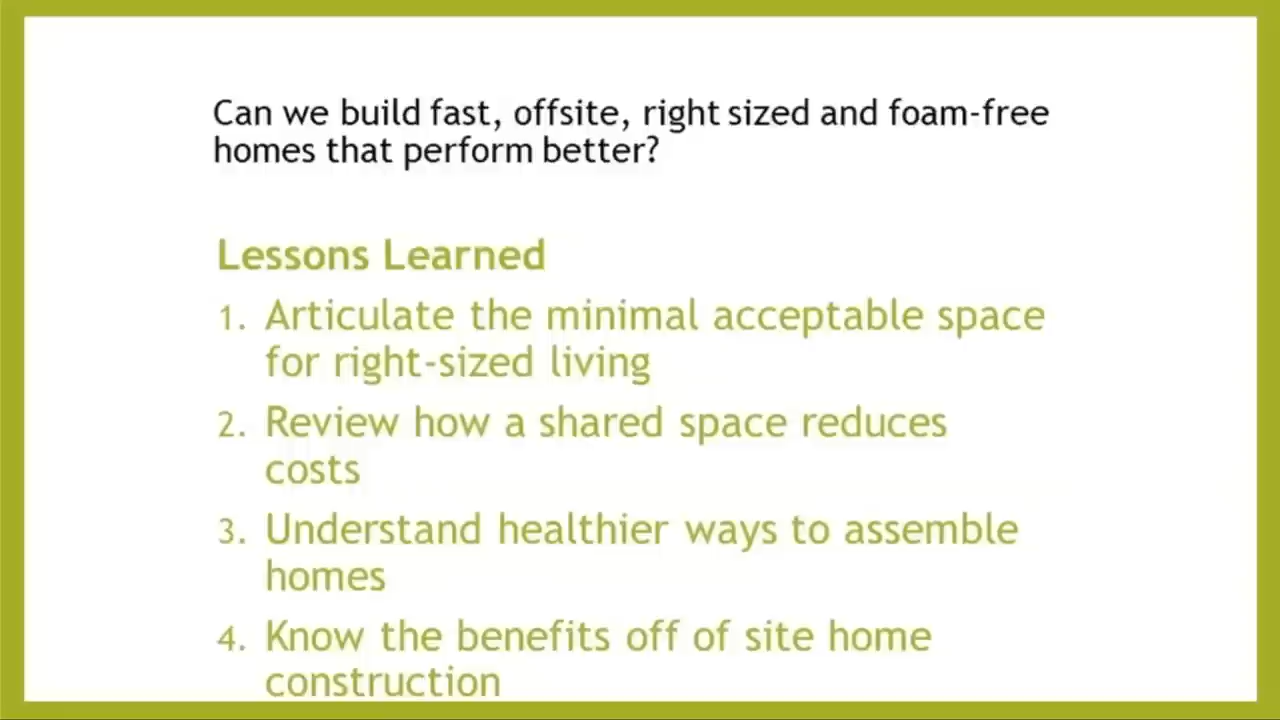 Can we build fast, offsite, right sized and foam-free
homes that perform better?
Lessons Learned
1. Articulate the minimal acceptable space
for right-sized living
2. Review how a shared space reduces
costs
3. Understand healthier ways to assemble
homes
4. Know the benefits off of site home
construction